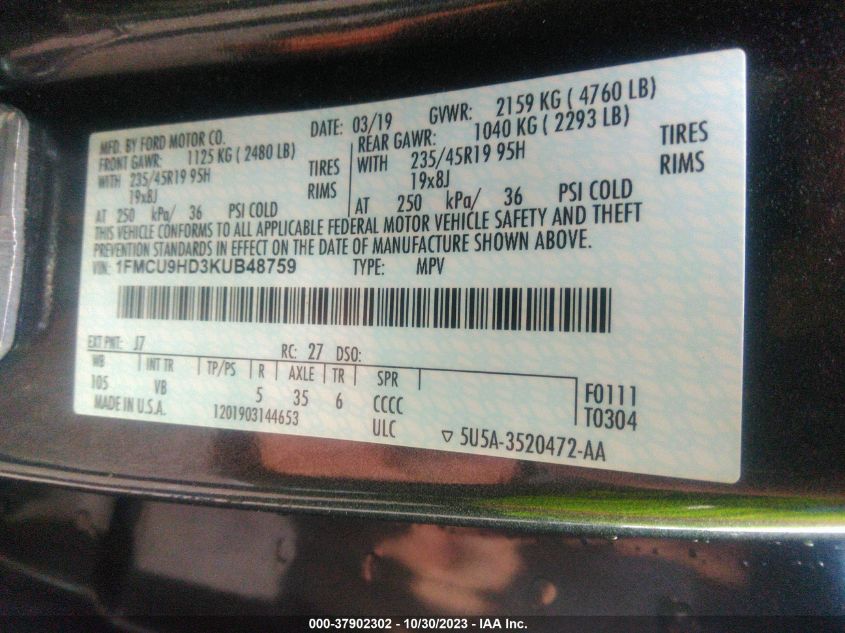 MFD. BY FORD MOTOR CO. DATE: 03/19 GVWR: 2159 KG ( 4760 LB)
FRONT GAWR: 1125 KG ( 2480 LB) REAR GAWR: 1040 KG ( 2293 LB)
WITH 235/45R19 95H TIRES WITH 235/45R19 95H TIRES
19x8J RIMS 19x8J RIMS
AT 250 kPa/ 36 PSI COLD AT 250 kPa/ 36 PSI COLD
THIS VEHICLE CONFORMS TO ALL APPLICABLE FEDERAL MOTOR VEHICLE SAFETY AND THEFT
PREVENTION STANDARDS IN EFFECT ON THE DATE OF MANUFACTURE SHOWN ABOVE.
VIN: 1FMCU9HD3KUB48759 TYPE: MPV
EXT PNT: J7 RC: 27 DSO:
WB INT TR TP/PS R AXLE TR SPR
105 VB 5 35 6 CCCC F0111
MADE IN U.S.A. 1201903144653 ULC T0304
▽ 5U5A-3520472-AA
000-37902302 - 10/30/2023 - IAA Inc.